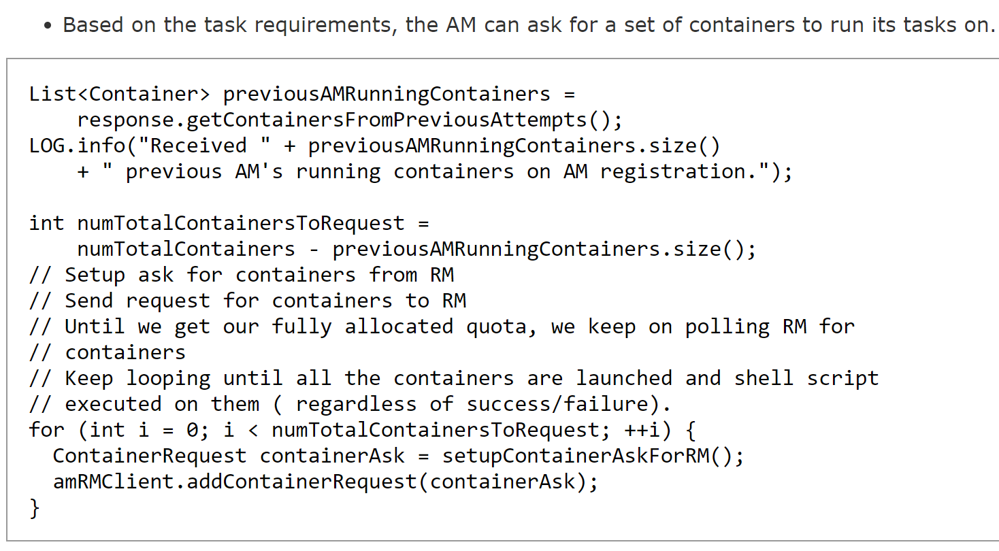 • Based on the task requirements, the AM can ask for a set of containers to run its tasks on.
List<Container> previousAMRunningContainers =
    response.getContainersFromPreviousAttempts();
LOG.info("Received " + previousAMRunningContainers.size()
    + " previous AM's running containers on AM registration.");

int numTotalContainersToRequest =
    numTotalContainers - previousAMRunningContainers.size();
// Setup ask for containers from RM
// Send request for containers to RM
// Until we get our fully allocated quota, we keep on polling RM for
// containers
// Keep looping until all the containers are launched and shell script
// executed on them ( regardless of success/failure).
for (int i = 0; i < numTotalContainersToRequest; ++i) {
  ContainerRequest containerAsk = setupContainerAskForRM();
  amRMClient.addContainerRequest(containerAsk);
}